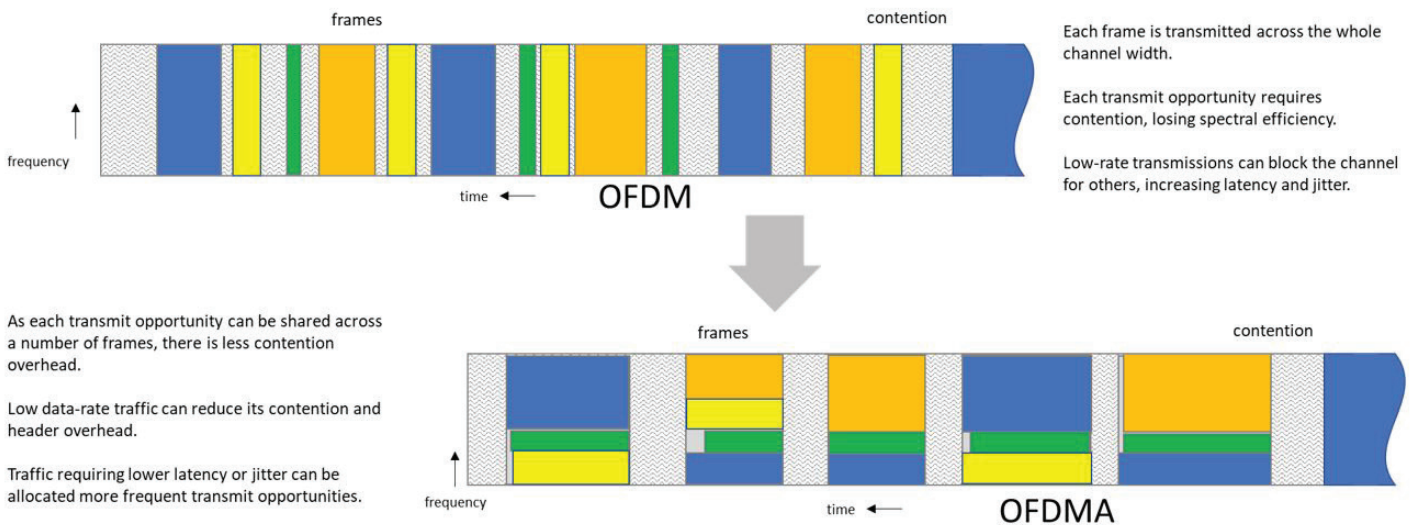 frames
contention
Each frame is transmitted across the whole
channel width.
Each transmit opportunity requires
contention, losing spectral efficiency.
Low-rate transmissions can block the channel
for others, increasing latency and jitter.
frequency
time
OFDM
As each transmit opportunity can be shared across
a number of frames, there is less contention
overhead.
Low data-rate traffic can reduce its contention and
header overhead.
Traffic requiring lower latency or jitter can be
allocated more frequent transmit opportunities.
frames
contention
frequency
time
OFDMA